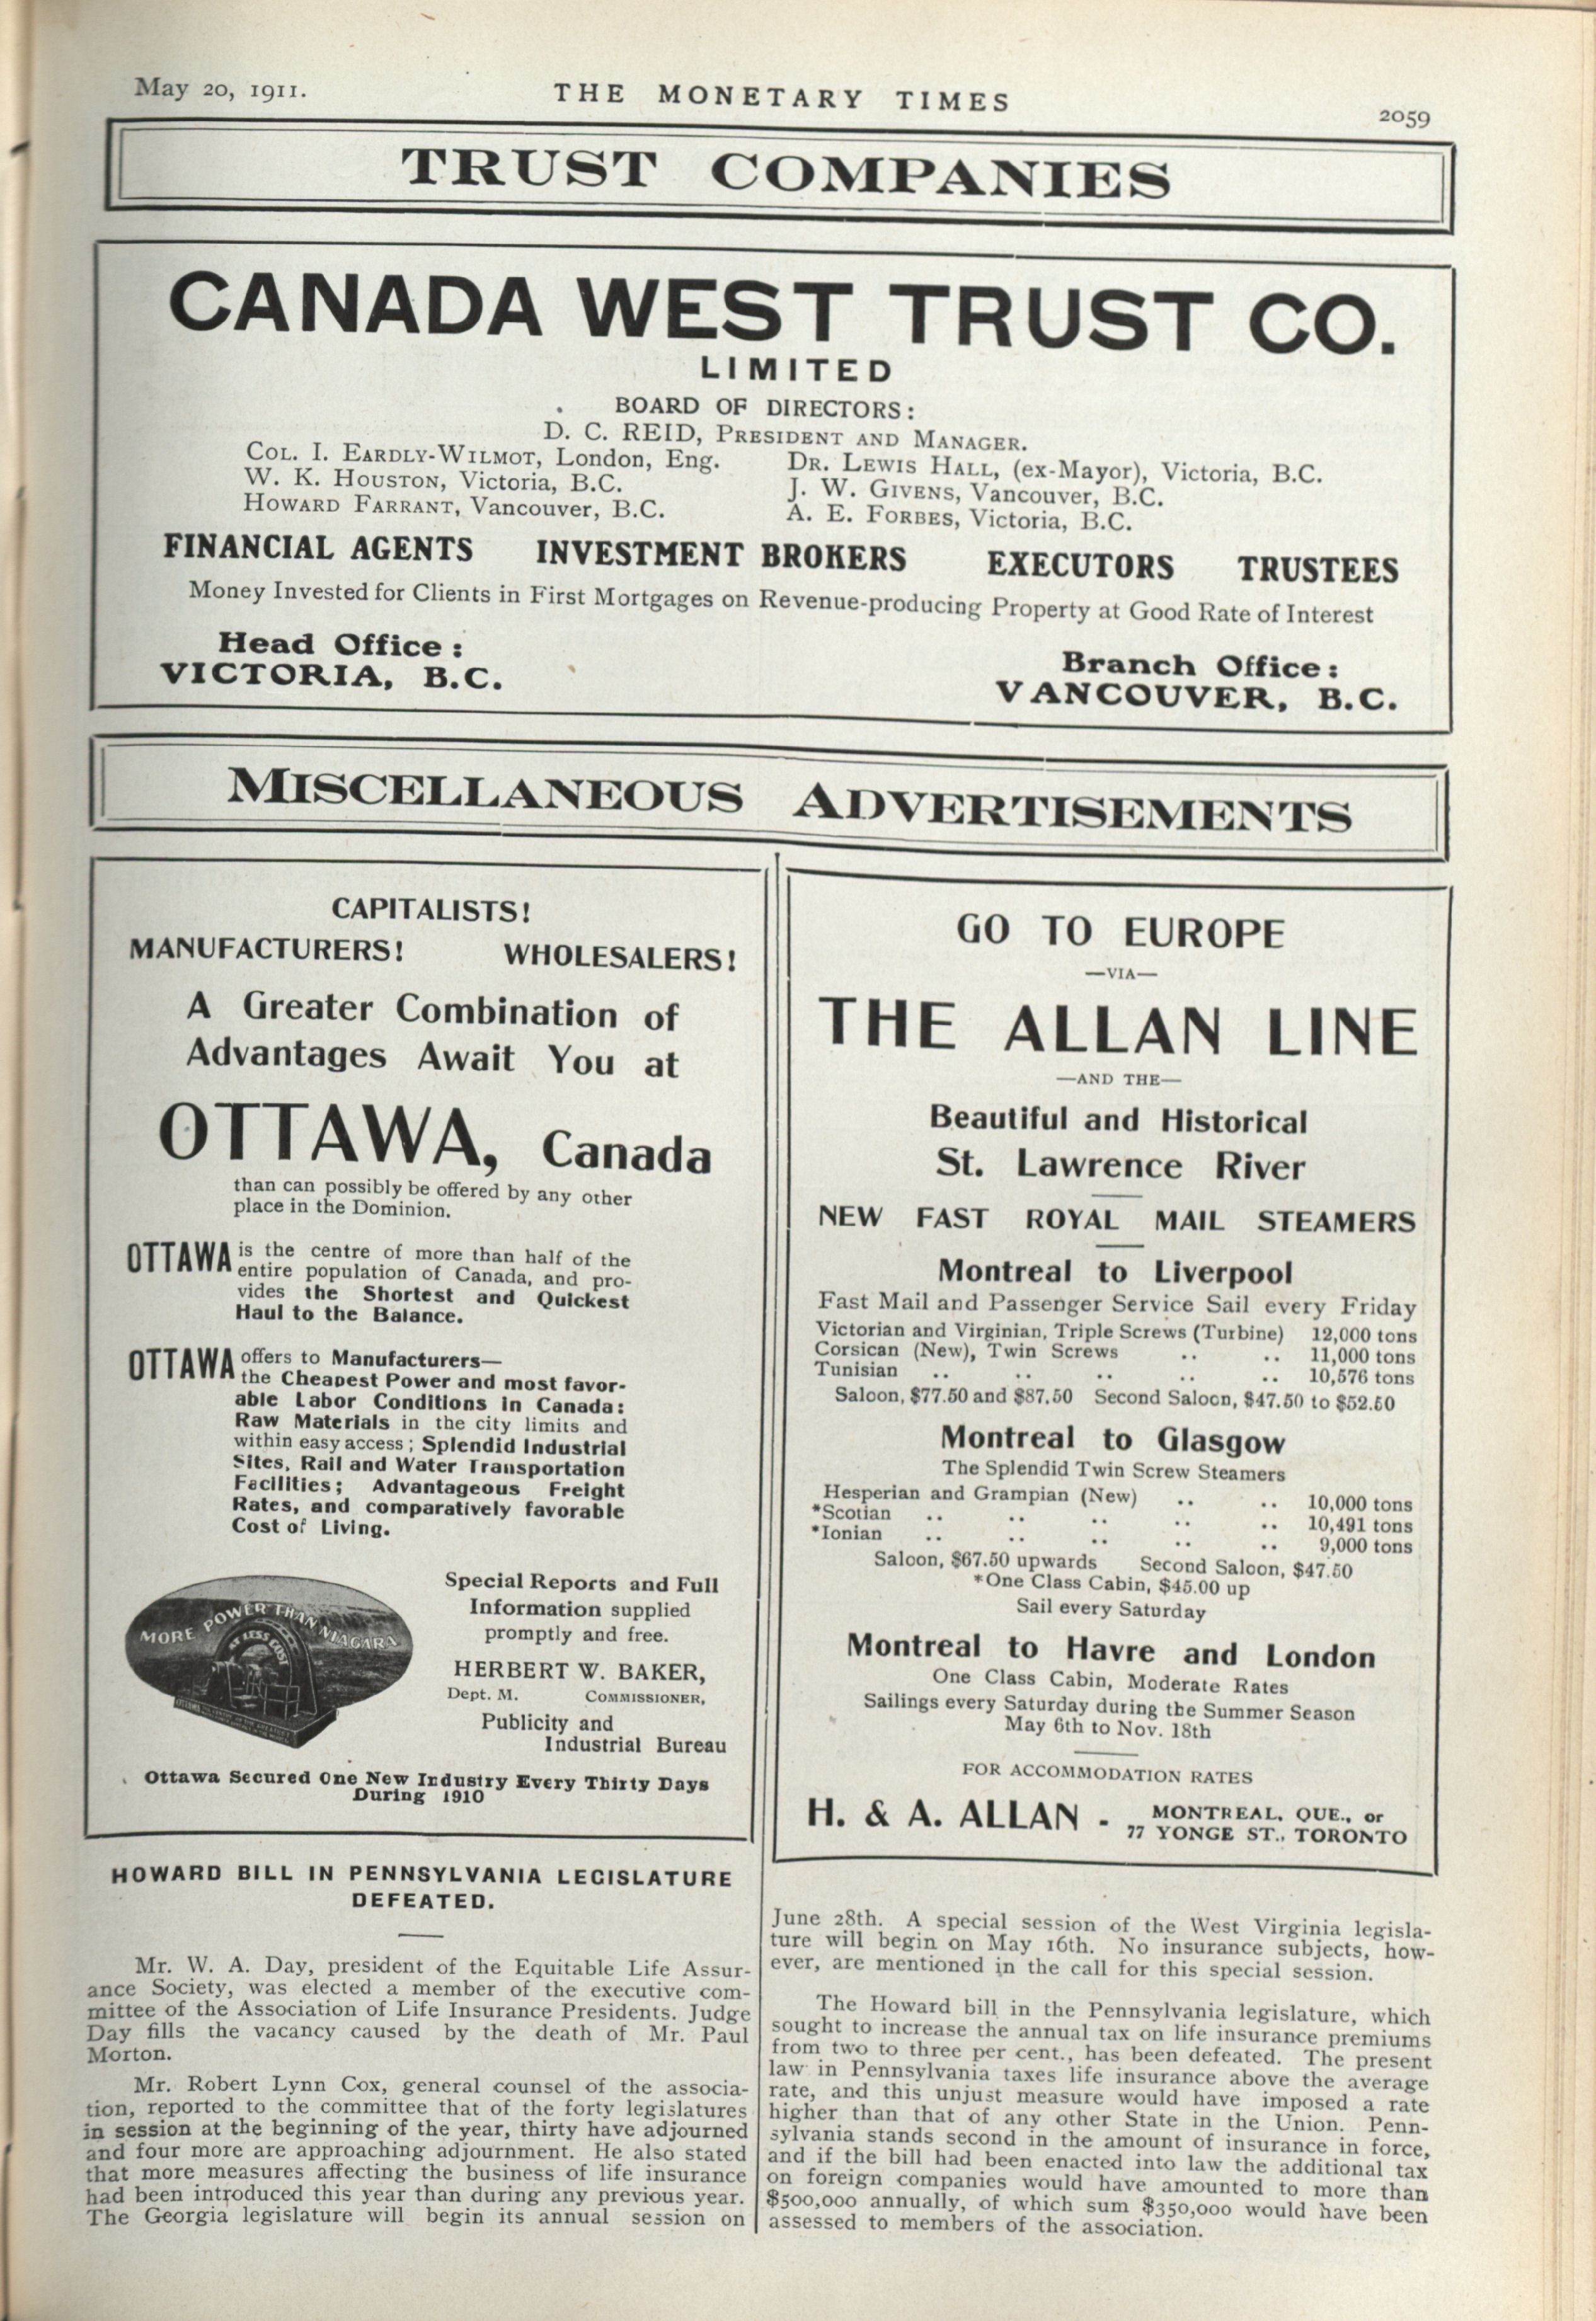 May 20, 1911.
THE MONETARY TIMES
2059
TRUST COMPANIES
CANADA WEST TRUST CO.
LIMITED
BOARD OF DIRECTORS:
D. C. REID, PRESIDENT AND MANAGER.
COL. I. EARDLY-WILMOT, London, Eng.
W. K. HOUSTON, Victoria, B.C.
HOWARD FARRANT, Vancouver, B.C.
DR. LEWIS HALL, (ex-Mayor), Victoria, B.C.
J. W. GIVENS, Vancouver, B.C.
A. E. FORBES, Victoria, B.C.
FINANCIAL AGENTS INVESTMENT BROKERS EXECUTORS TRUSTEES
Money Invested for Clients in First Mortgages on Revenue-producing Property at Good Rate of Interest
Head Office:
VICTORIA, B.C.
Branch Office:
VANCOUVER, B.C.
MISCELLANEOUS ADVERTISEMENTS
CAPITALISTS!
MANUFACTURERS! WHOLESALERS!
A Greater Combination of
Advantages Await You at
OTTAWA, Canada
than can possibly be offered by any other
place in the Dominion.
OTTAWA is the centre of more than half of the
entire population of Canada, and pro-
vides the Shortest and Quickest
Haul to the Balance.
OTTAWA offers to Manufacturers—
the Cheapest Power and most favor-
able Labor Conditions in Canada:
Raw Materials in the city limits and
within easy access; Splendid Industrial
Sites, Rail and Water Transportation
Facilities; Advantageous Freight
Rates, and comparatively favorable
Cost of Living.
MORE POWER THAN NIAGARA
AT LESS COST
Special Reports and Full
Information supplied
promptly and free.
HERBERT W. BAKER,
Dept. M. COMMISSIONER,
Publicity and
Industrial Bureau
Ottawa Secured One New Industry Every Thirty Days
During 1910
GO TO EUROPE
—VIA—
THE ALLAN LINE
—AND THE—
Beautiful and Historical
St. Lawrence River
NEW FAST ROYAL MAIL STEAMERS
Montreal to Liverpool
Fast Mail and Passenger Service Sail every Friday
Victorian and Virginian, Triple Screws (Turbine) 12,000 tons
Corsican (New), Twin Screws .. .. 11,000 tons
Tunisian .. .. .. .. .. 10,576 tons
Saloon, $77.50 and $87.50 Second Saloon, $47.50 to $52.50
Montreal to Glasgow
The Splendid Twin Screw Steamers
Hesperian and Grampian (New) .. .. 10,000 tons
*Scotian .. .. .. .. .. 10,491 tons
*Ionian .. .. .. .. .. 9,000 tons
Saloon, $67.50 upwards Second Saloon, $47.50
*One Class Cabin, $45.00 up
Sail every Saturday
Montreal to Havre and London
One Class Cabin, Moderate Rates
Sailings every Saturday during the Summer Season
May 6th to Nov. 18th
FOR ACCOMMODATION RATES
H. & A. ALLAN - MONTREAL, QUE., or
77 YONGE ST., TORONTO
HOWARD BILL IN PENNSYLVANIA LEGISLATURE
DEFEATED.
Mr. W. A. Day, president of the Equitable Life Assur-
ance Society, was elected a member of the executive com-
mittee of the Association of Life Insurance Presidents. Judge
Day fills the vacancy caused by the death of Mr. Paul
Morton.
Mr. Robert Lynn Cox, general counsel of the associa-
tion, reported to the committee that of the forty legislatures
in session at the beginning of the year, thirty have adjourned
and four more are approaching adjournment. He also stated
that more measures affecting the business of life insurance
had been introduced this year than during any previous year.
The Georgia legislature will begin its annual session on
June 28th. A special session of the West Virginia legisla-
ture will begin on May 16th. No insurance subjects, how-
ever, are mentioned in the call for this special session.
The Howard bill in the Pennsylvania legislature, which
sought to increase the annual tax on life insurance premiums
from two to three per cent., has been defeated. The present
law in Pennsylvania taxes life insurance above the average
rate, and this unjust measure would have imposed a rate
higher than that of any other State in the Union. Penn-
sylvania stands second in the amount of insurance in force,
and if the bill had been enacted into law the additional tax
on foreign companies would have amounted to more than
$500,000 annually, of which sum $350,000 would have been
assessed to members of the association.